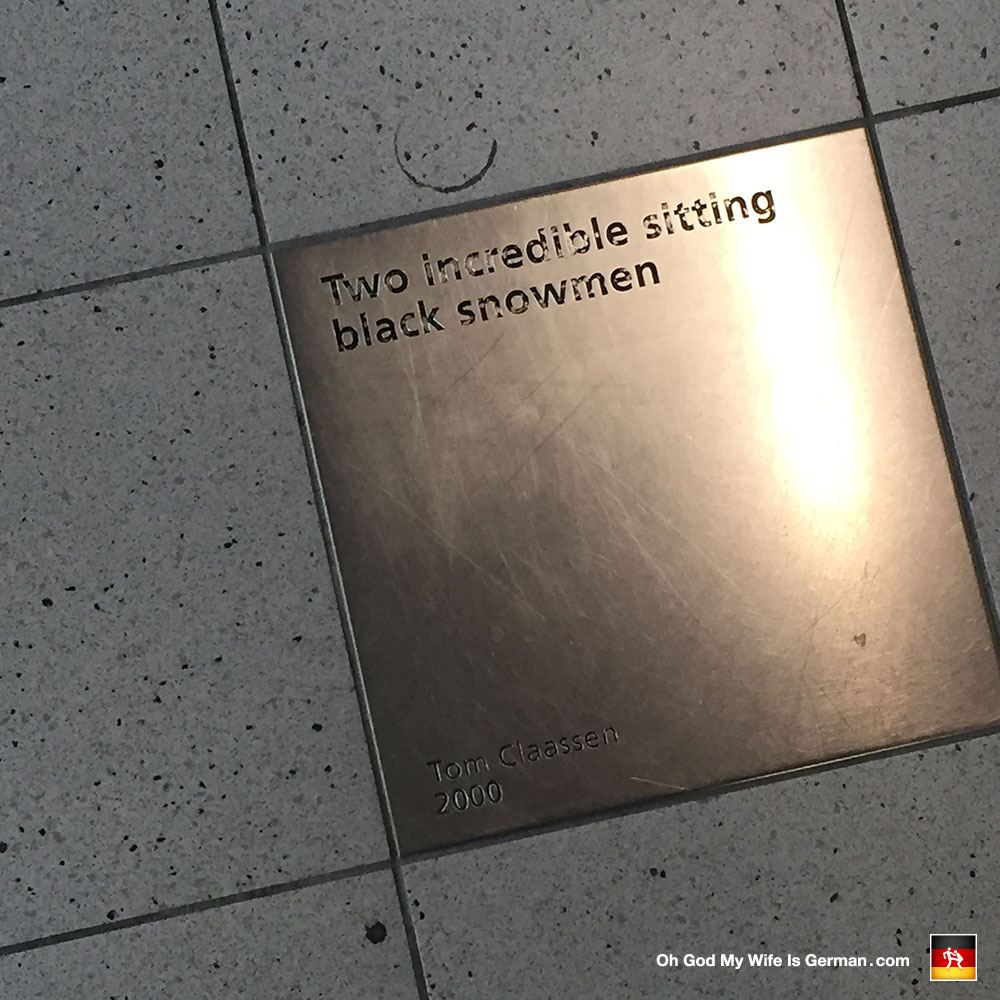 Two incredible sitting
black snowmen
Tom Claassen
2000
Oh God My Wife Is German.com